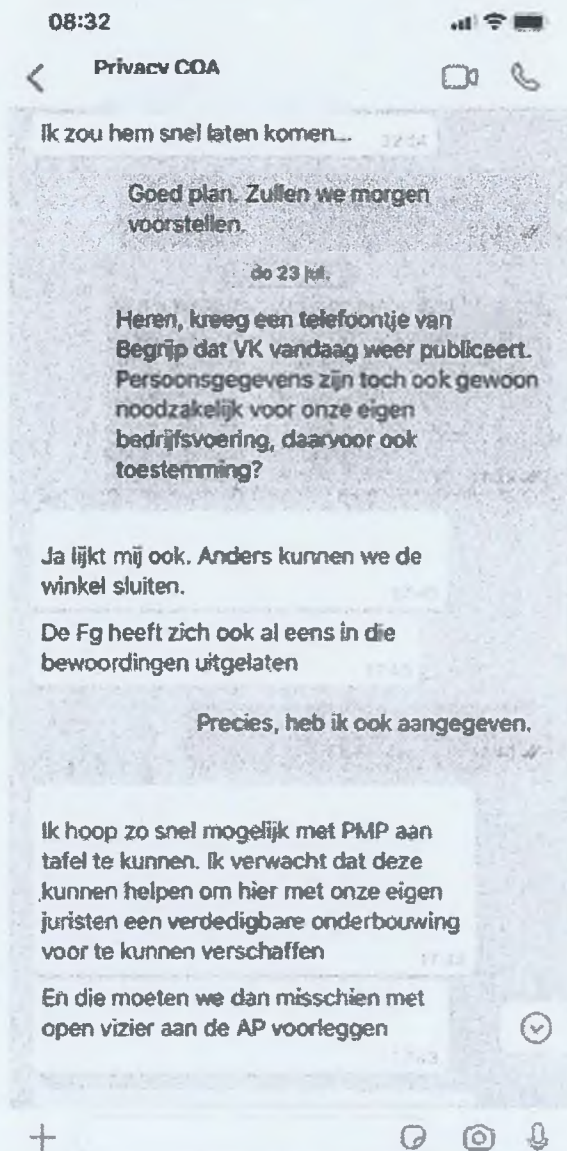 08:32
Privacy COA
Ik zou hem snel laten komen...
Goed plan. Zullen we morgen
voorstellen.
do 23 jul.
Heren, kreeg een telefoontje van
Begrijp dat VK vandaag weer publiceert.
Persoonsgegevens zijn toch ook gewoon
noodzakelijk voor onze eigen
bedrijfsvoering, daarvoor ook
toestemming?
Ja lijkt mij ook. Anders kunnen we de
winkel sluiten.
De Fg heeft zich ook al eens in die
bewoordingen uitgelaten
Precies, heb ik ook aangegeven.
Ik hoop zo snel mogelijk met PMP aan
tafel te kunnen. Ik verwacht dat deze
kunnen helpen om hier met onze eigen
juristen een verdedigbare onderbouwing
voor te kunnen verschaffen
En die moeten we dan misschien met
open vizier aan de AP voorleggen